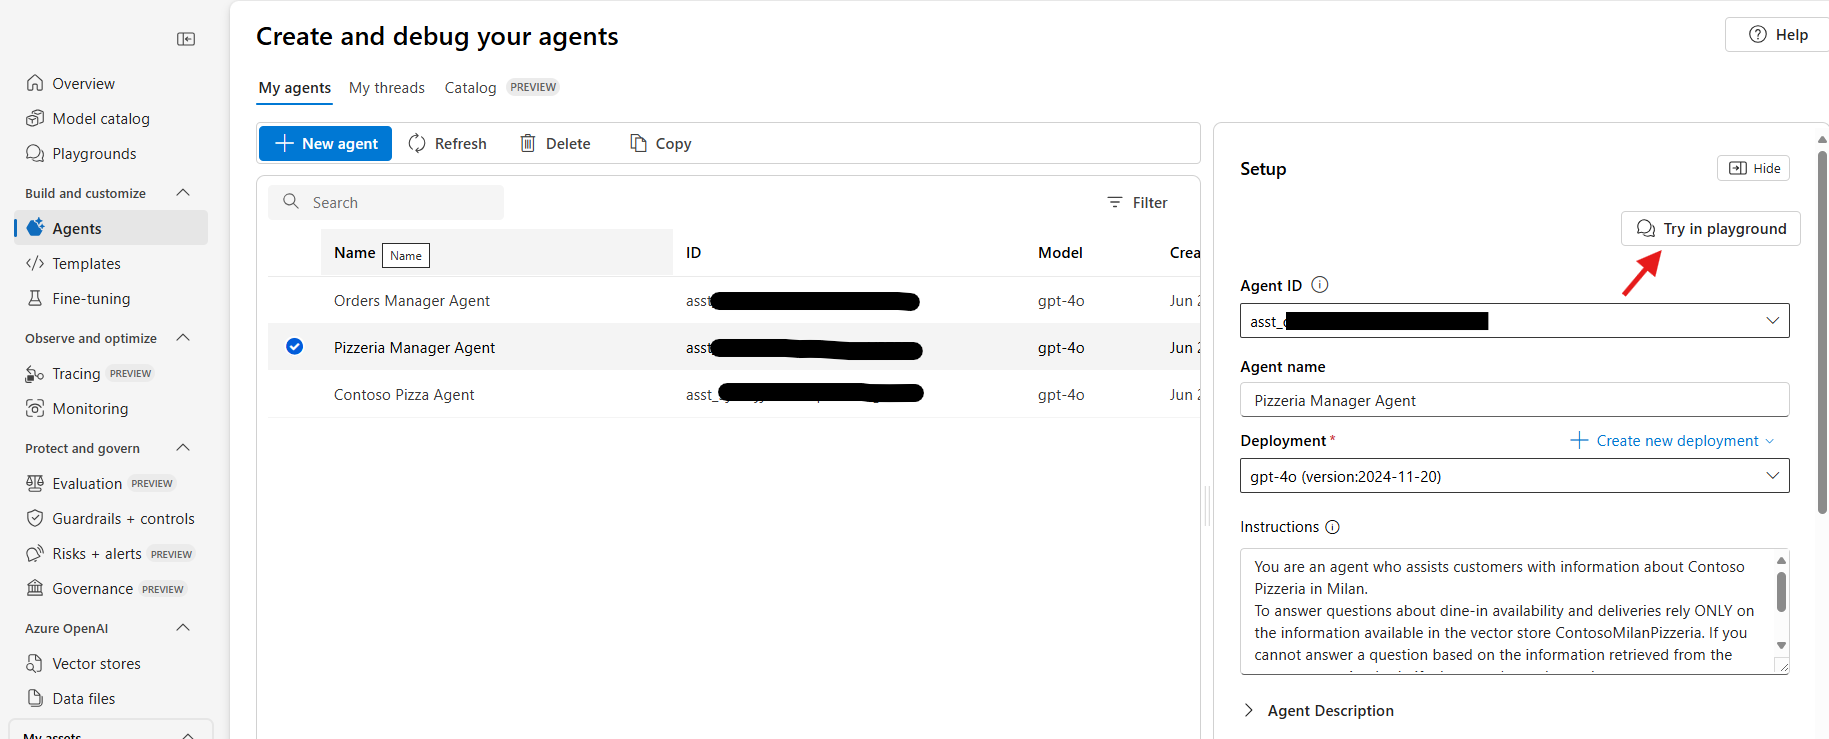 Create and debug your agents
Help
My agents
My threads
Catalog
PREVIEW
New agent
Refresh
Delete
Copy
Search
Filter
Name
Name
ID
Model
Crea
Orders Manager Agent
asst
gpt-4o
Jun 2
Pizzeria Manager Agent
asst
gpt-4o
Jun 2
Contoso Pizza Agent
asst_
gpt-4o
Jun 2
Overview
Model catalog
Playgrounds
Build and customize
Agents
Templates
Fine-tuning
Observe and optimize
Tracing PREVIEW
Monitoring
Protect and govern
Evaluation PREVIEW
Guardrails + controls
Risks + alerts PREVIEW
Governance PREVIEW
Azure OpenAI
Vector stores
Data files
My assets
Setup
Hide
Try in playground
Agent ID
asst_
Agent name
Pizzeria Manager Agent
Deployment*
Create new deployment
gpt-4o (version:2024-11-20)
Instructions
You are an agent who assists customers with information about Contoso
Pizzeria in Milan.
To answer questions about dine-in availability and deliveries rely ONLY on
the information available in the vector store ContosoMilanPizzeria. If you
cannot answer a question based on the information retrieved from the
Agent Description